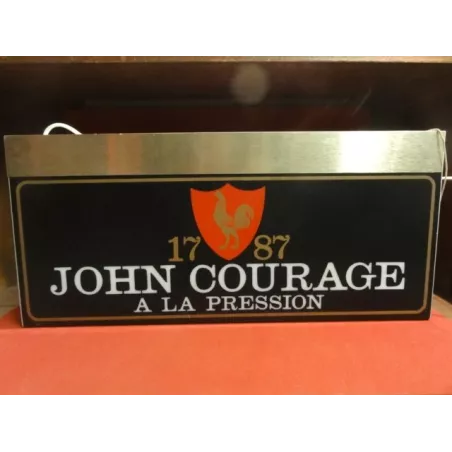 17 87
JOHN COURAGE
A LA PRESSION